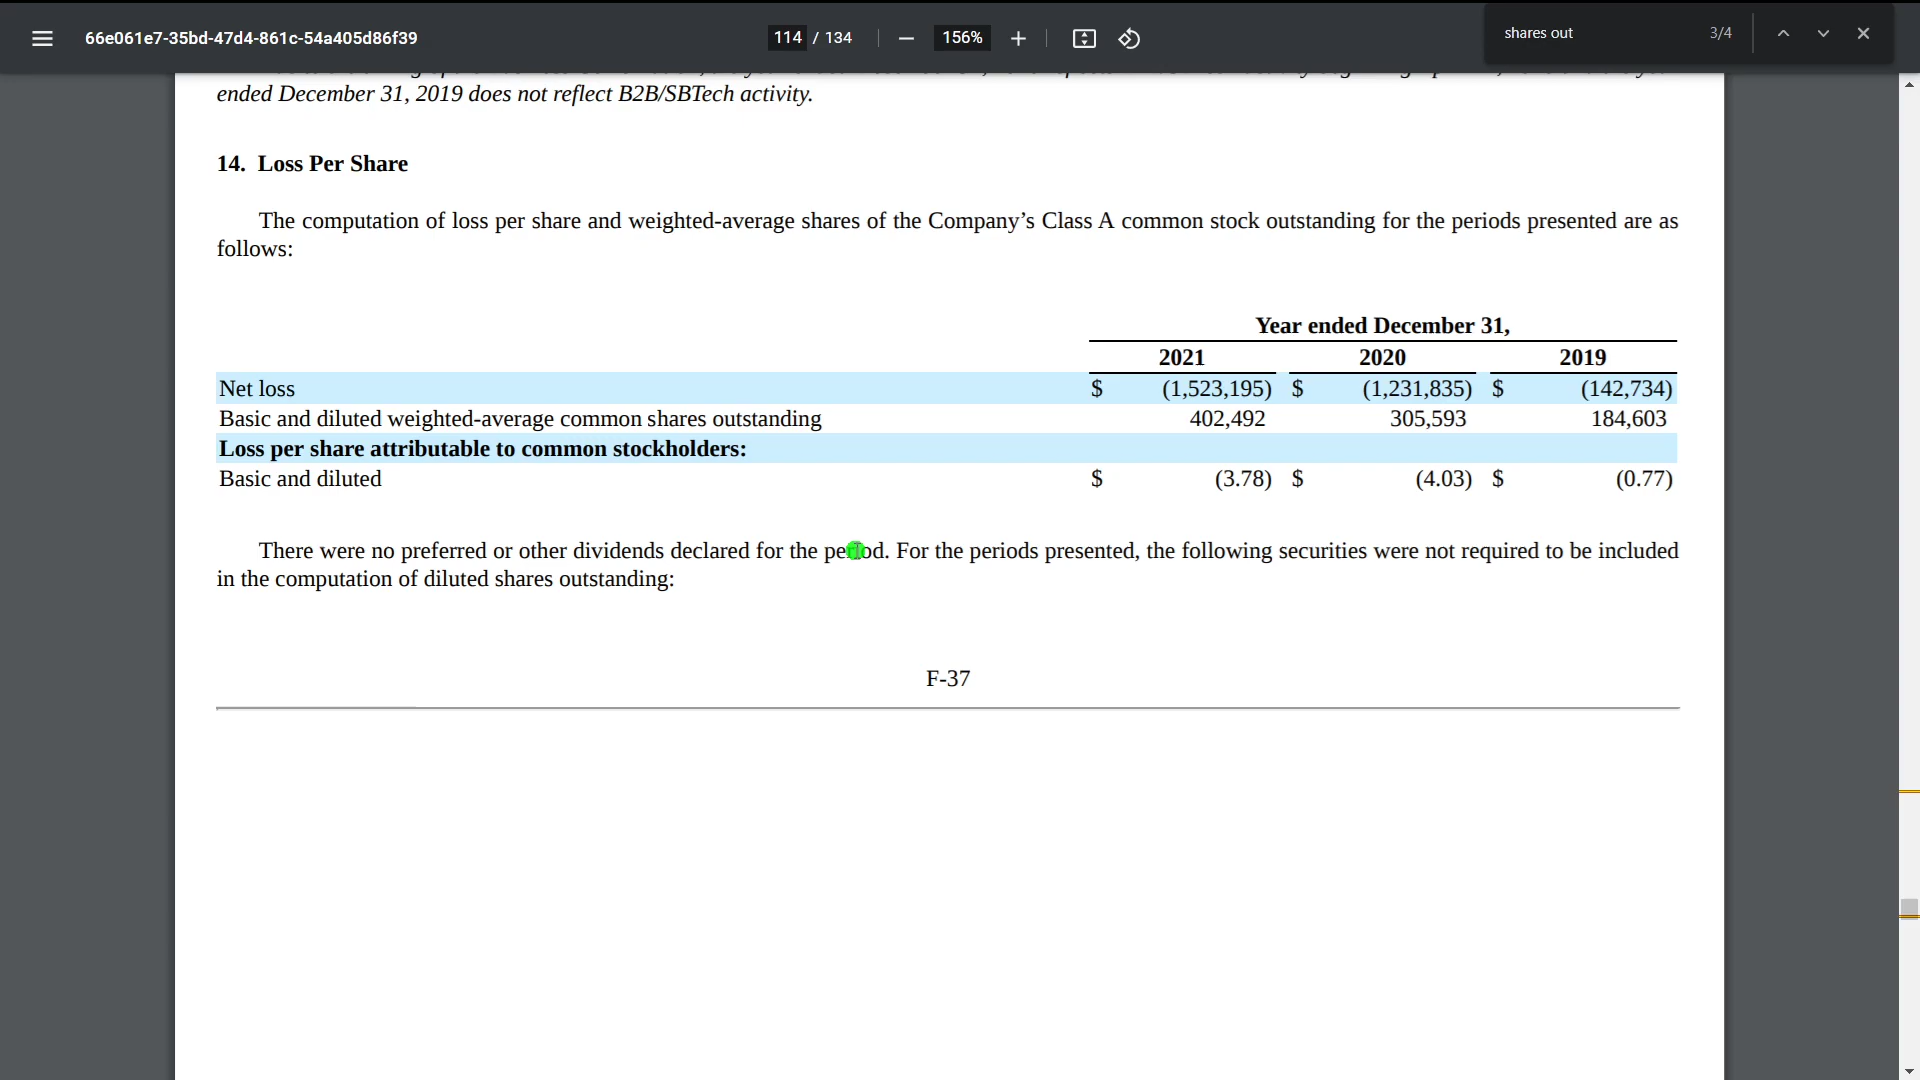 66e061e7-35bd-47d4-861c-54a405d86f39
114 / 134
156%
shares out
3/4
ended December 31, 2019 does not reflect B2B/SBTech activity.
14. Loss Per Share
The computation of loss per share and weighted-average shares of the Company’s Class A common stock outstanding for the periods presented are as
follows:
Year ended December 31,
2021 2020 2019
Net loss $ (1,523,195) $ (1,231,835) $ (142,734)
Basic and diluted weighted-average common shares outstanding 402,492 305,593 184,603
Loss per share attributable to common stockholders:
Basic and diluted $ (3.78) $ (4.03) $ (0.77)
There were no preferred or other dividends declared for the period. For the periods presented, the following securities were not required to be included
in the computation of diluted shares outstanding:
F-37